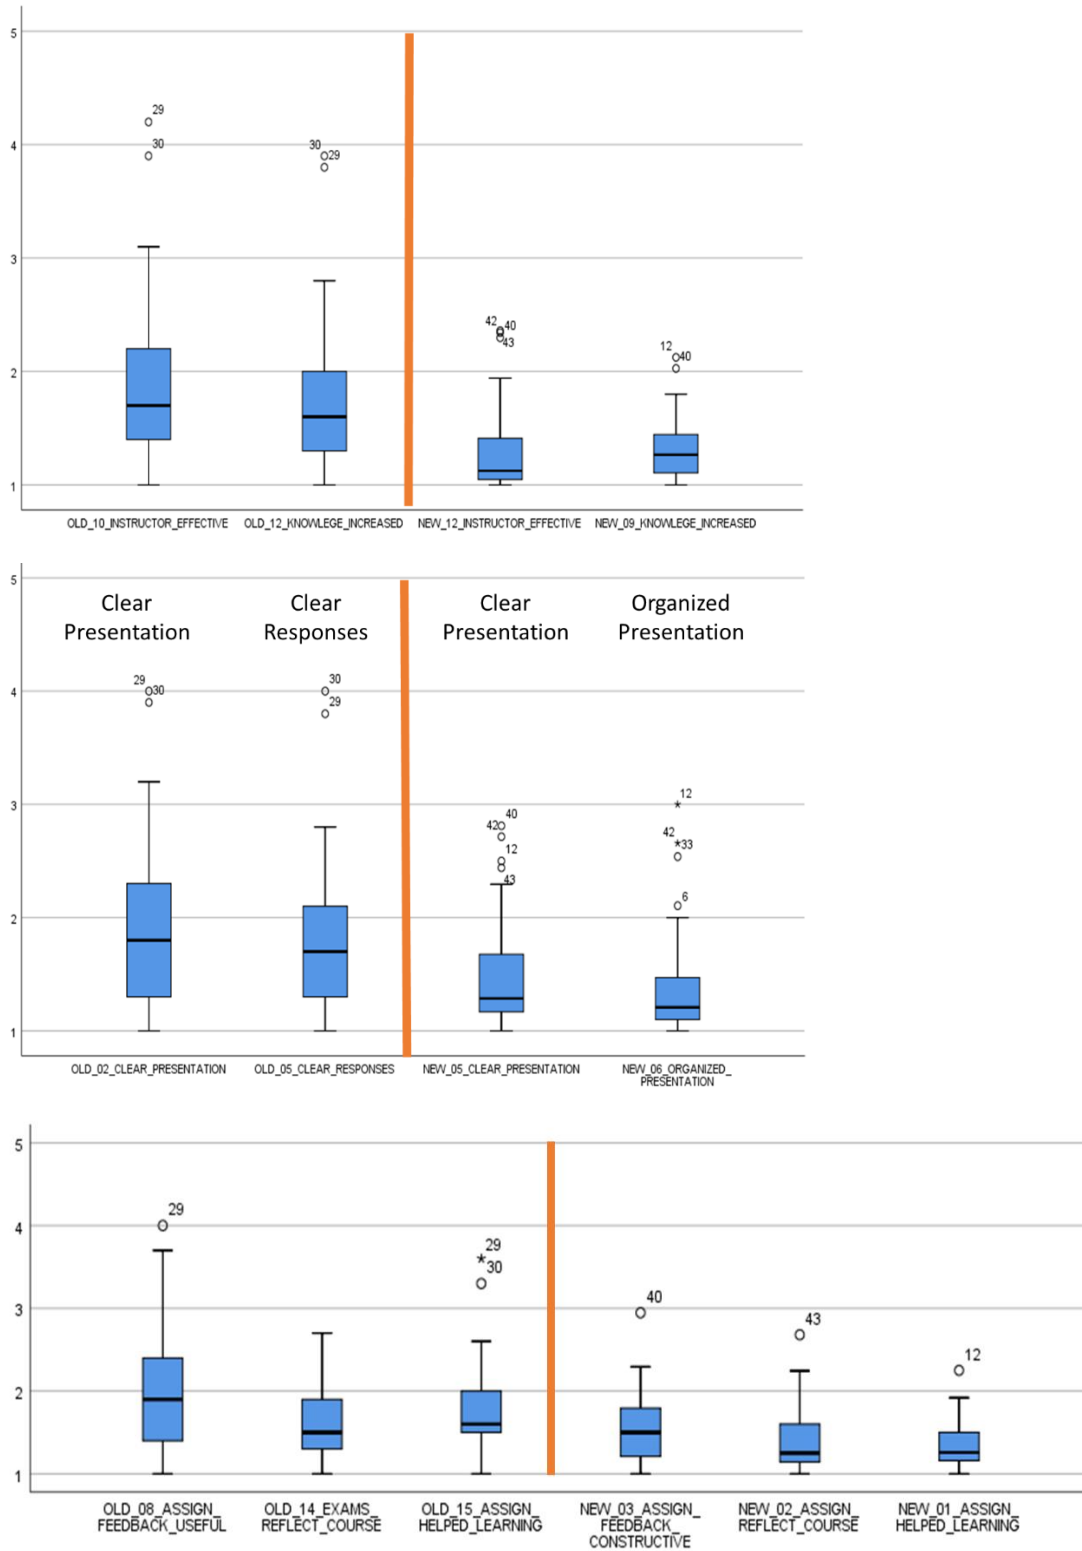 5
4
3
2
1
29
30
30
29
42 40
43
12
40
OLD_10_INSTRUCTOR_EFFECTIVE OLD_12_KNOWLEGE_INCREASED NEW_12_INSTRUCTOR_EFFECTIVE NEW_09_KNOWLEGE_INCREASED
5
4
3
2
1
Clear
Presentation
Clear
Responses
Clear
Presentation
Organized
Presentation
29
30
30
29
40
42
12
43
12
42
33
6
OLD_02_CLEAR_PRESENTATION OLD_05_CLEAR_RESPONSES NEW_05_CLEAR_PRESENTATION NEW_06_ORGANIZED_
PRESENTATION
5
4
3
2
1
29
29
30
40
43
12
OLD_08_ASSIGN_
FEEDBACK_USEFUL
OLD_14_EXAMS_
REFLECT_COURSE
OLD_15_ASSIGN_
HELPED_LEARNING
NEW_03_ASSIGN_
FEEDBACK_
CONSTRUCTIVE
NEW_02_ASSIGN_
REFLECT_COURSE
NEW_01_ASSIGN_
HELPED_LEARNING